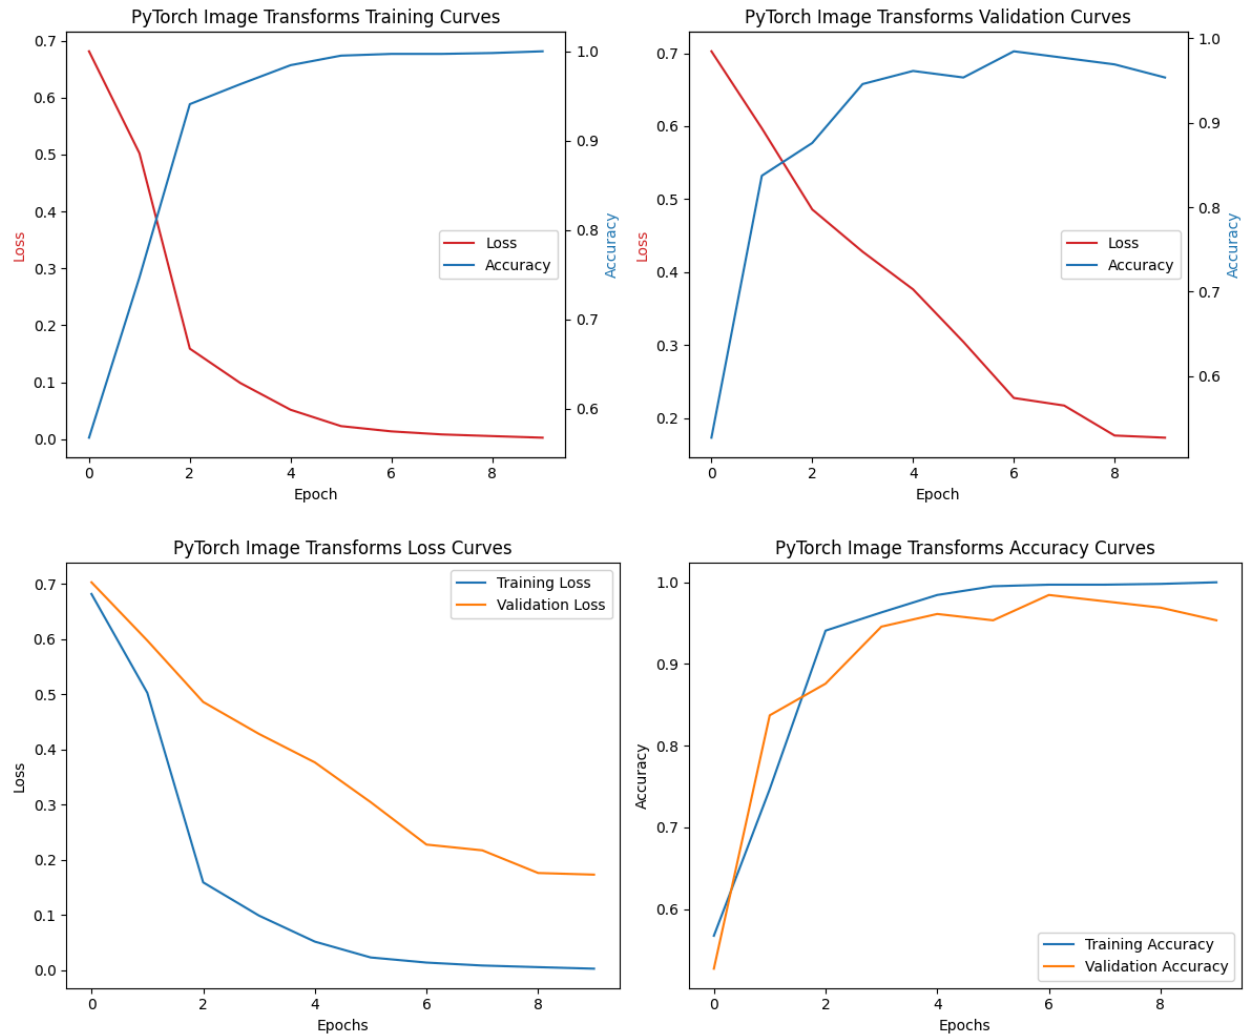 PyTorch Image Transforms Training Curves
0.7
0.6
0.5
0.4
0.3
0.2
0.1
0.0
Loss
1.0
0.9
0.8
0.7
0.6
Accuracy
Loss
Accuracy
0 2 4 6 8
Epoch
PyTorch Image Transforms Validation Curves
0.7
0.6
0.5
0.4
0.3
0.2
Loss
1.0
0.9
0.8
0.7
0.6
Accuracy
Loss
Accuracy
0 2 4 6 8
Epoch
PyTorch Image Transforms Loss Curves
0.7
0.6
0.5
0.4
0.3
0.2
0.1
0.0
Loss
Training Loss
Validation Loss
0 2 4 6 8
Epochs
PyTorch Image Transforms Accuracy Curves
1.0
0.9
0.8
0.7
0.6
Accuracy
Training Accuracy
Validation Accuracy
0 2 4 6 8
Epochs